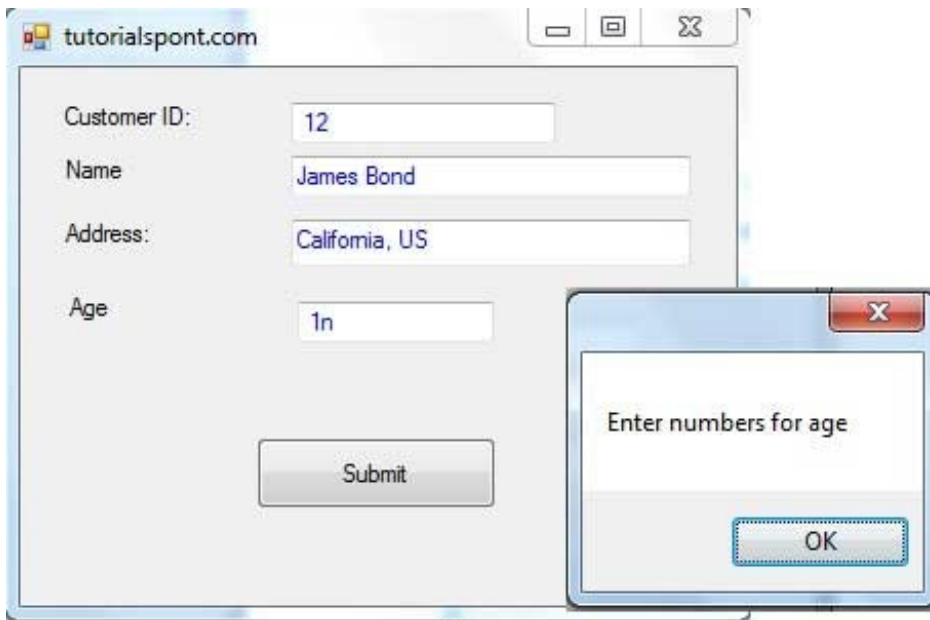 tutorialspont.com
Customer ID:
12
Name
James Bond
Address:
California, US
Age
1n
Submit
Enter numbers for age
OK